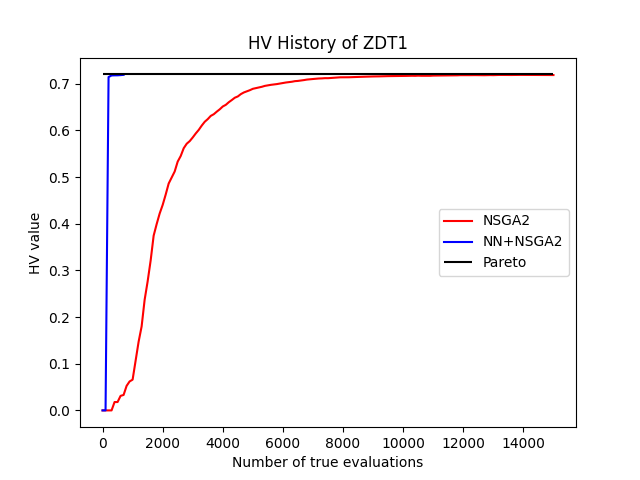 HV History of ZDT1
HV value
0.7
0.6
0.5
0.4
0.3
0.2
0.1
0.0
NSGA2
NN+NSGA2
Pareto
0 2000 4000 6000 8000 10000 12000 14000
Number of true evaluations